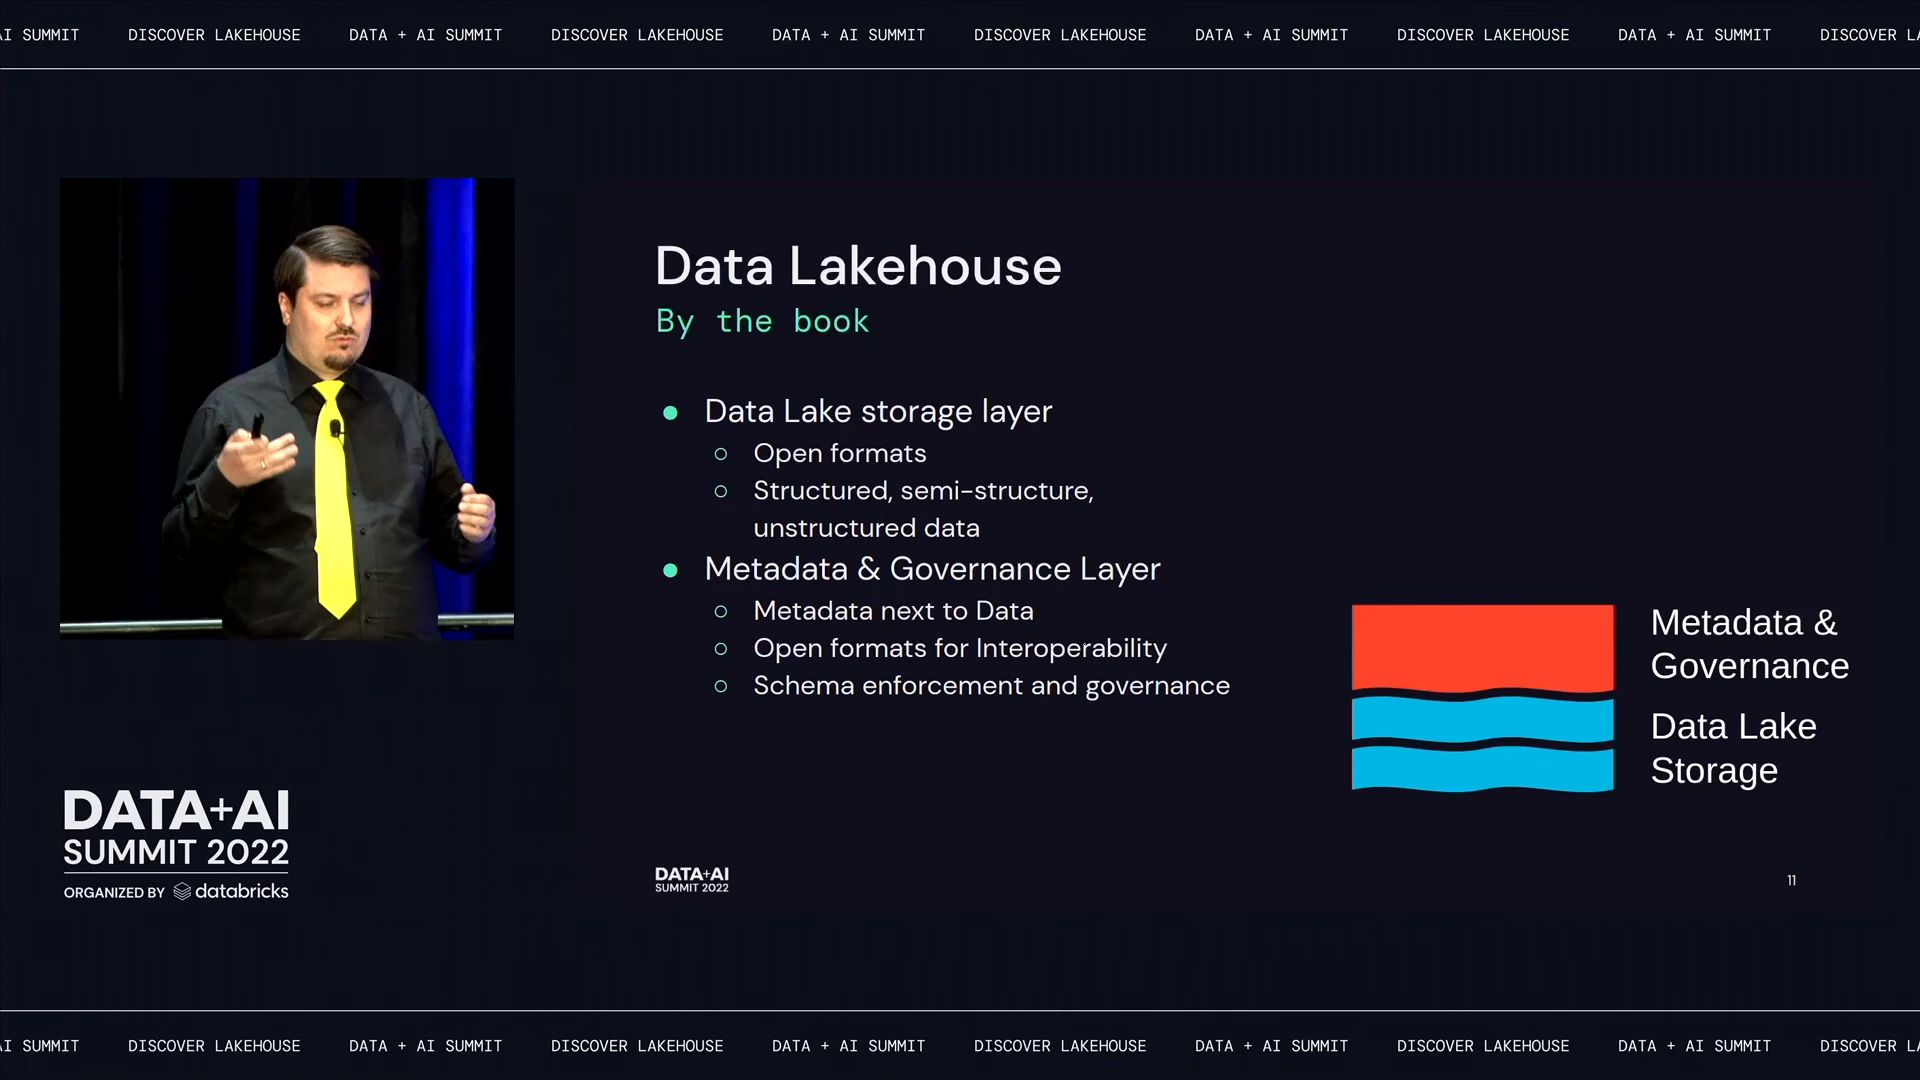 AI SUMMIT DISCOVER LAKEHOUSE DATA + AI SUMMIT DISCOVER LAKEHOUSE DATA + AI SUMMIT DISCOVER LAKEHOUSE DATA + AI SUMMIT DISCOVER LAKEHOUSE DATA + AI SUMMIT DISCOVER LA
Data Lakehouse
By the book
Data Lake storage layer
Open formats
Structured, semi-structure,
unstructured data
Metadata & Governance Layer
Metadata next to Data
Open formats for Interoperability
Schema enforcement and governance
Metadata &
Governance
Data Lake
Storage
DATA+AI
SUMMIT 2022
11
DATA+AI
SUMMIT 2022
ORGANIZED BY databricks
AI SUMMIT DISCOVER LAKEHOUSE DATA + AI SUMMIT DISCOVER LAKEHOUSE DATA + AI SUMMIT DISCOVER LAKEHOUSE DATA + AI SUMMIT DISCOVER LAKEHOUSE DATA + AI SUMMIT DISCOVER LA